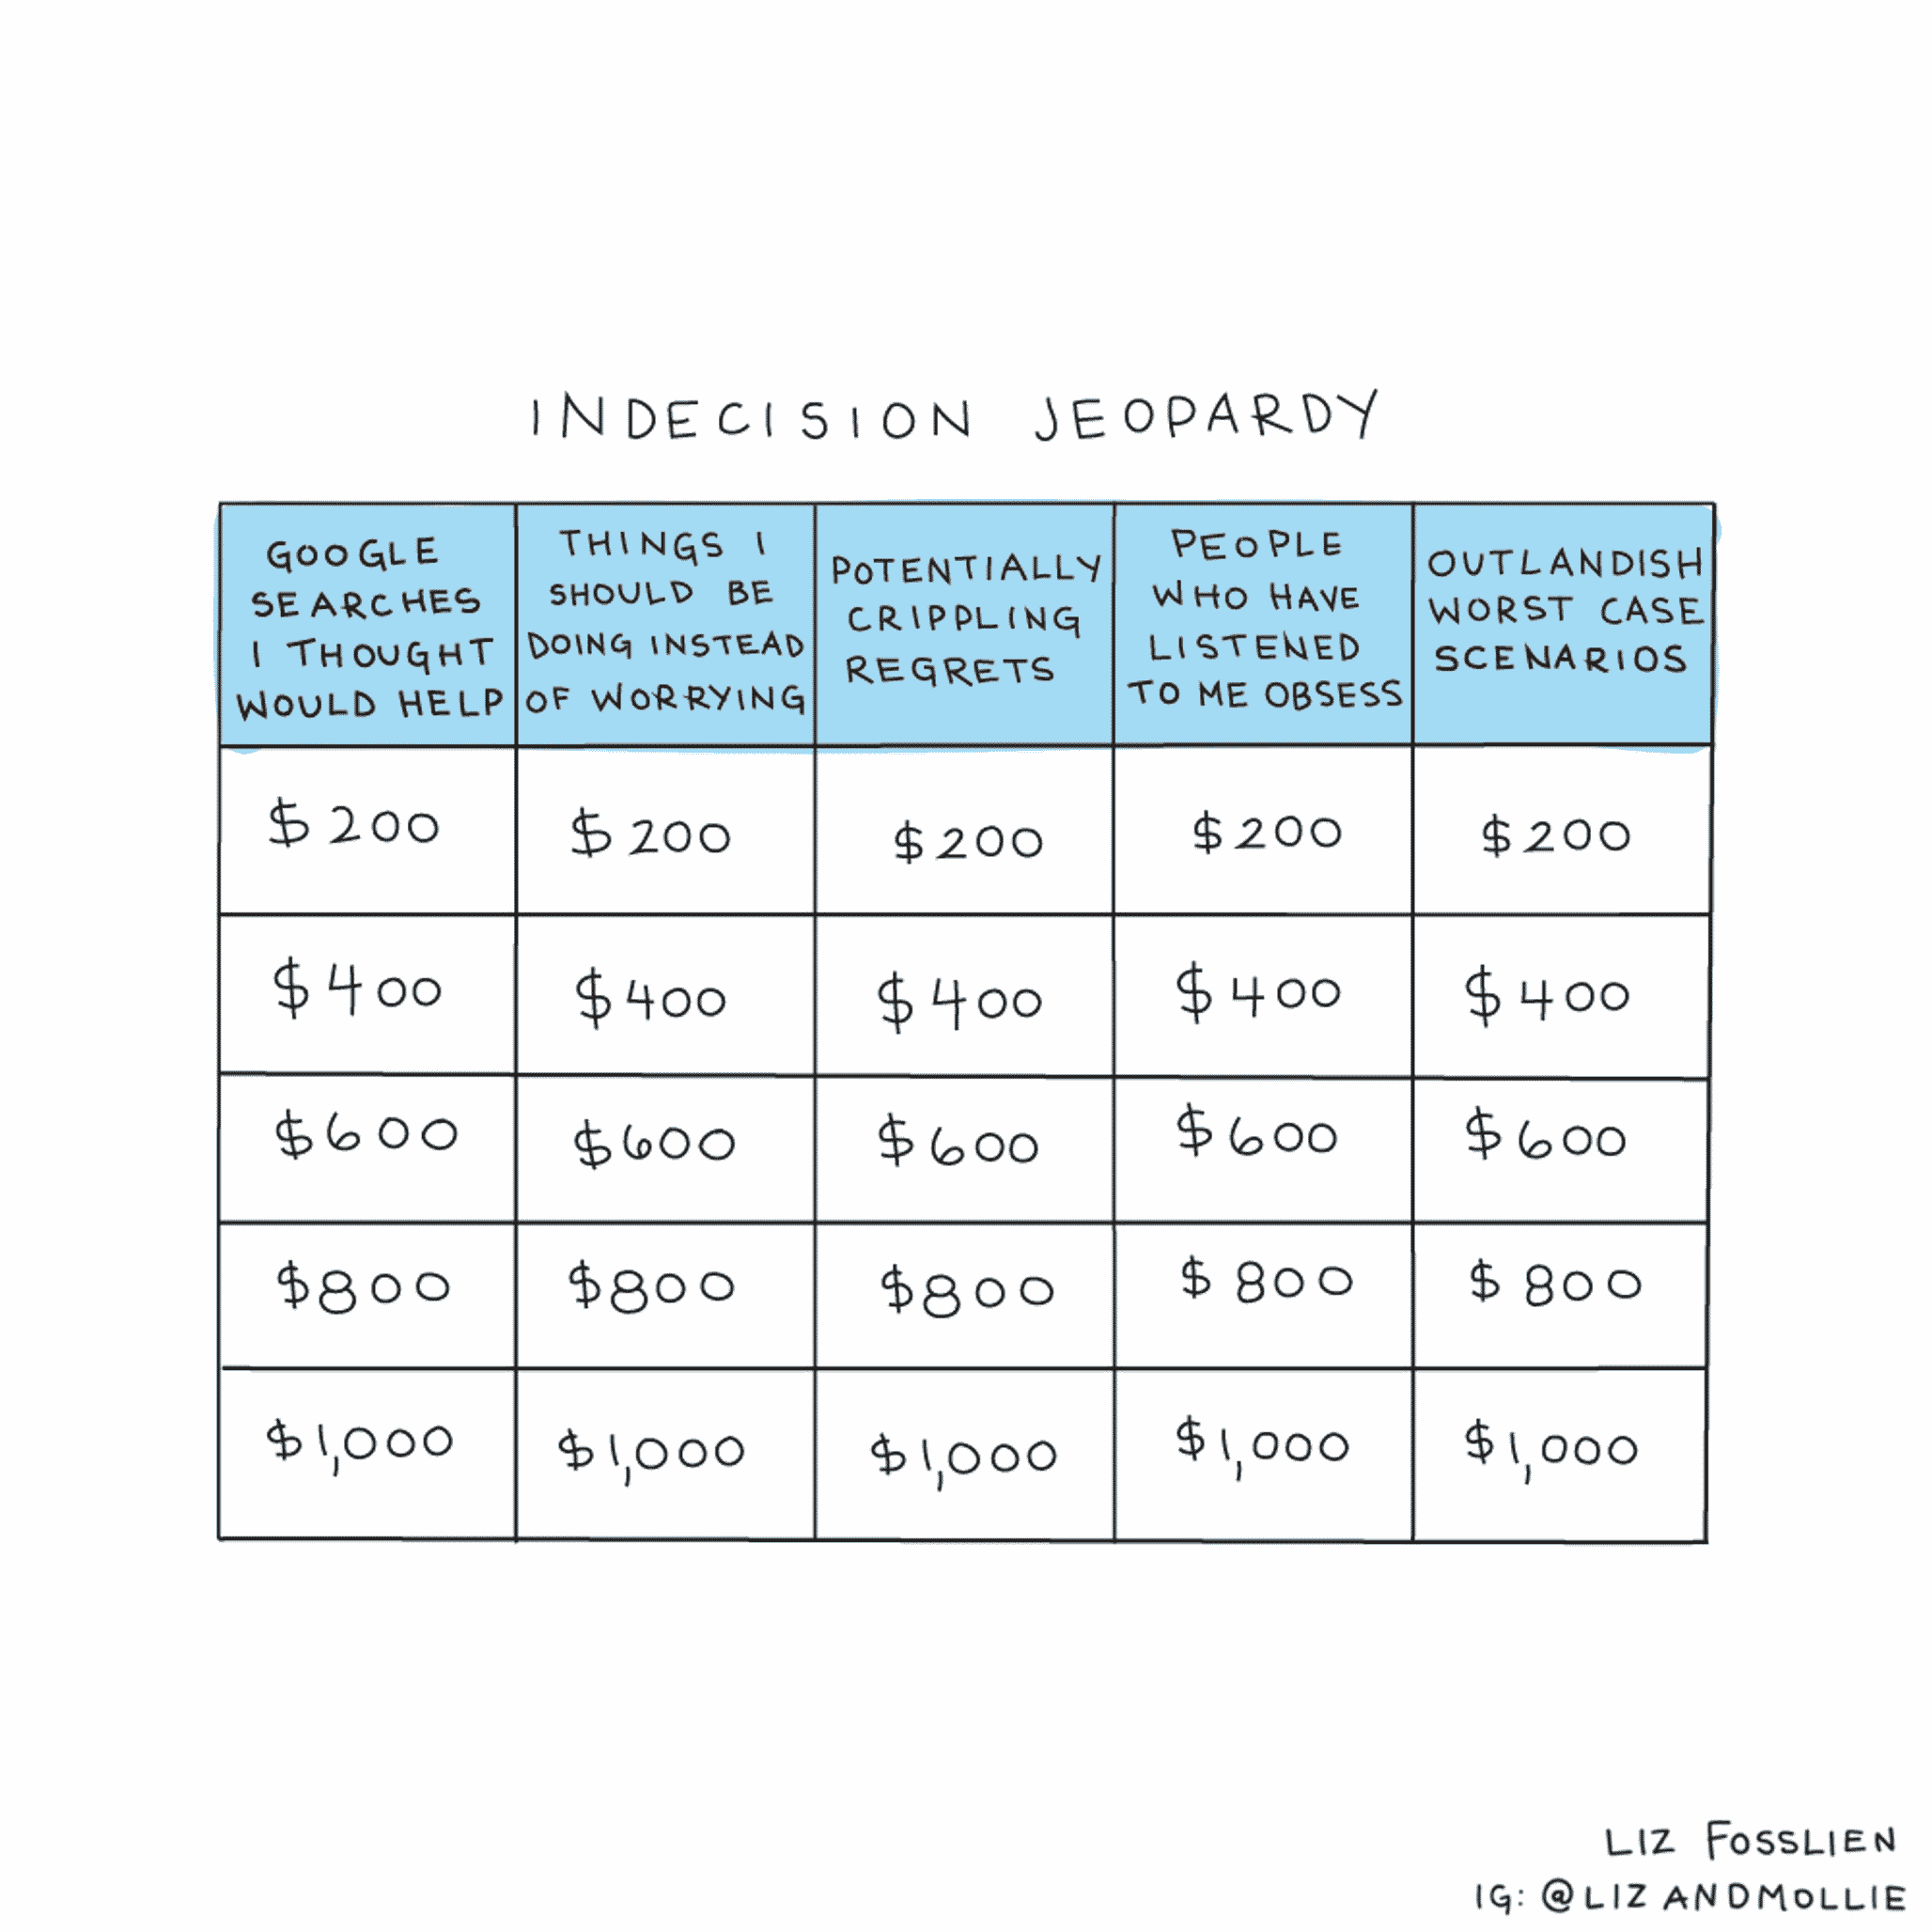 INDECISION JEOPARDY
GOOGLE
SEARCHES
I THOUGHT
WOULD HELP
THINGS I
SHOULD BE
DOING INSTEAD
OF WORRYING
POTENTIALLY
CRIPPLING
REGRETS
PEOPLE
WHO HAVE
LISTENED
TO ME OBSESS
OUTLANDISH
WORST CASE
SCENARIOS
$200 $200 $200 $200 $200
$400 $400 $400 $400 $400
$600 $600 $600 $600 $600
$800 $800 $800 $800 $800
$1,000 $1,000 $1,000 $1,000 $1,000
LIZ FOSSLIEN
IG: @LIZANDMOLLIE